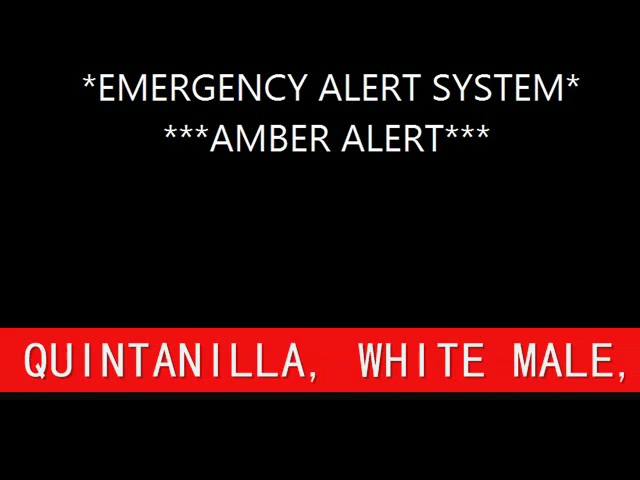 *EMERGENCY ALERT SYSTEM*
***AMBER ALERT***
QUINTANILLA, WHITE MALE,